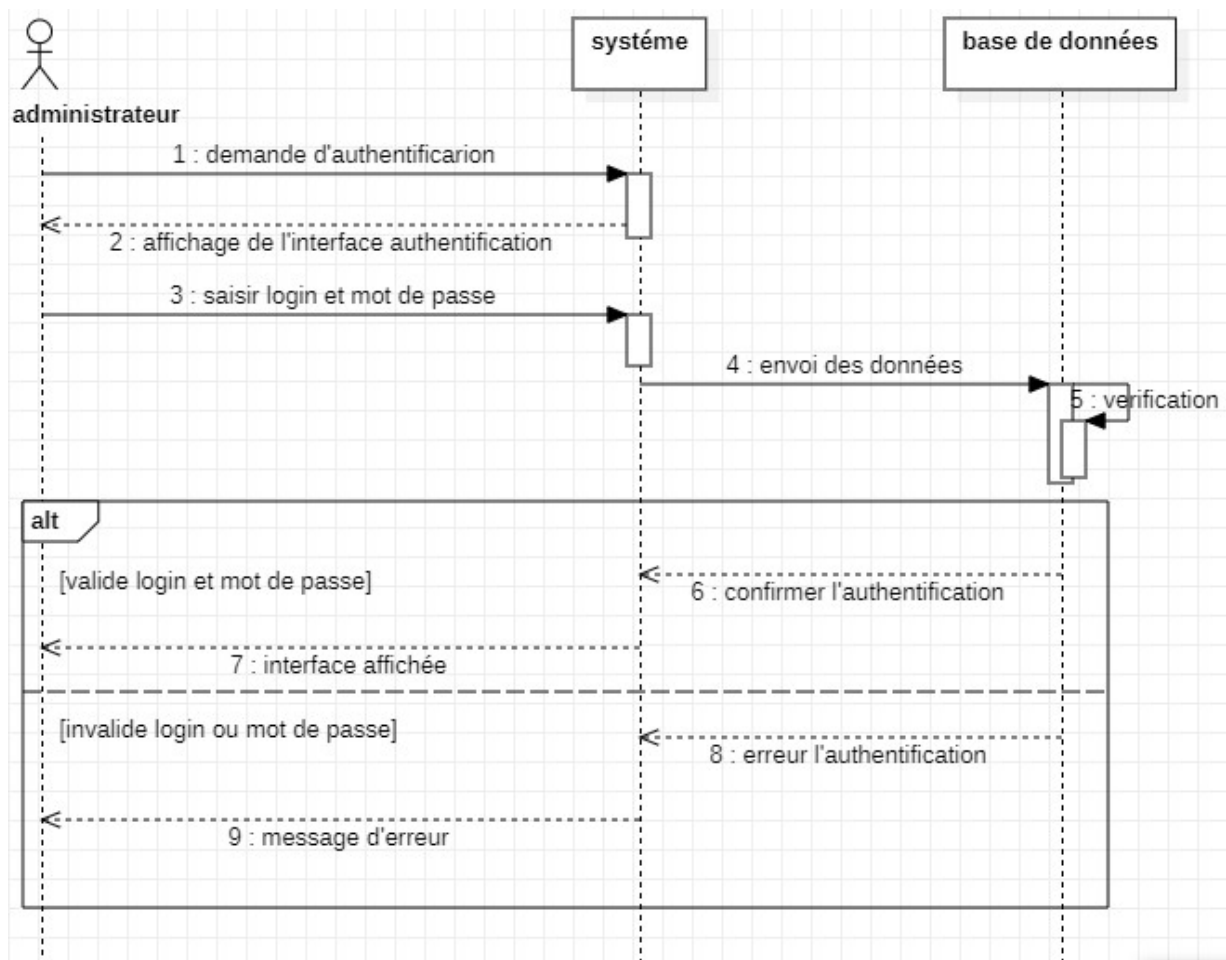 systéme
base de données
administrateur
1 : demande d'authentificarion
2 : affichage de l'interface authentification
3 : saisir login et mot de passe
4 : envoi des données
5 : verification
alt
[valide login et mot de passe]
6 : confirmer l'authentification
7 : interface affichée
[invalide login ou mot de passe]
8 : erreur l'authentification
9 : message d'erreur